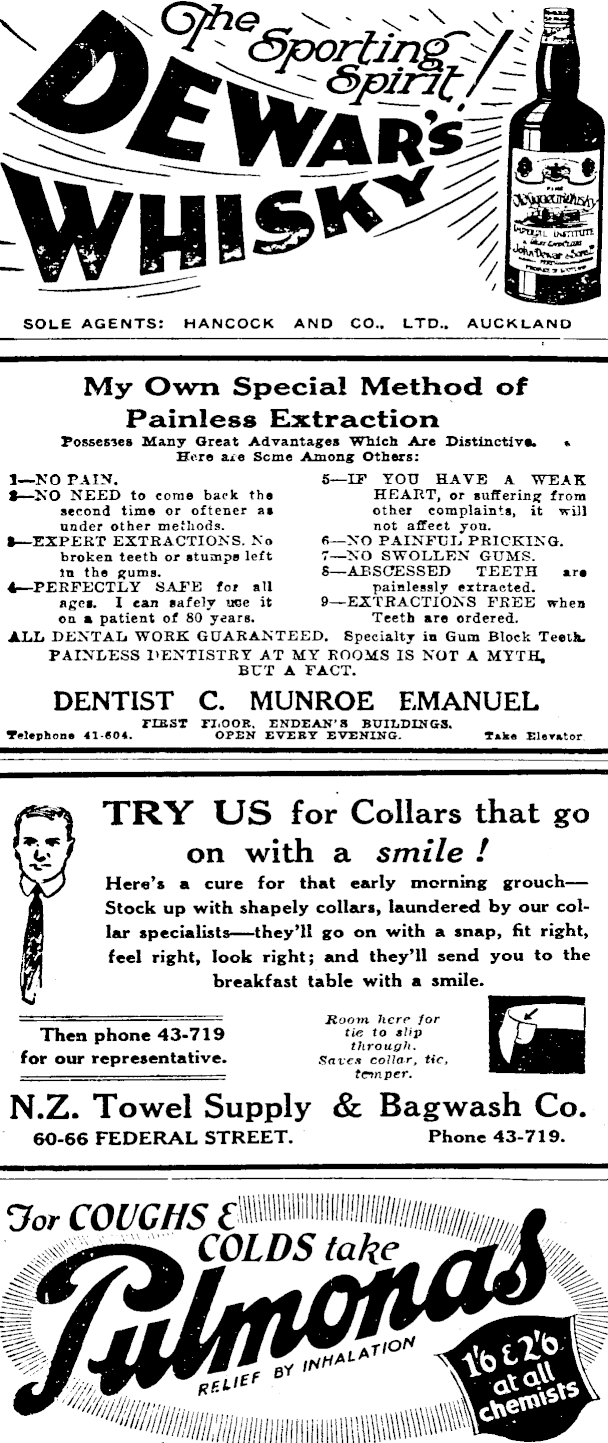 The Sporting
Spirit!
DEWAR'S
WHISKY
IMPERIAL INSTITUTE
John Dewar & Sons
SOLE AGENTS: HANCOCK AND CO., LTD., AUCKLAND
My Own Special Method of
Painless Extraction
Possesses Many Great Advantages Which Are Distinctive.
Here are Some Among Others:
1—NO PAIN.
2—NO NEED to come back the
second time or oftener as
under other methods.
3—EXPERT EXTRACTIONS. No
broken teeth or stumps left
in the gums.
4—PERFECTLY SAFE for all
ages. I can safely use it
on a patient of 80 years.
5—IF YOU HAVE A WEAK
HEART, or suffering from
other complaints, it will
not affect you.
6—NO PAINFUL PRICKING.
7—NO SWOLLEN GUMS.
8—ABSCESSED TEETH are
painlessly extracted.
9—EXTRACTIONS FREE when
Teeth are ordered.
ALL DENTAL WORK GUARANTEED. Specialty in Gum Block Teeth.
PAINLESS DENTISTRY AT MY ROOMS IS NOT A MYTH,
BUT A FACT.
DENTIST C. MUNROE EMANUEL
FIRST FLOOR, ENDEAN'S BUILDINGS.
Telephone 41-604. OPEN EVERY EVENING. Take Elevator
TRY US for Collars that go
on with a smile!
Here's a cure for that early morning grouch—
Stock up with shapely collars, laundered by our col-
lar specialists—they'll go on with a snap, fit right,
feel right, look right; and they'll send you to the
breakfast table with a smile.
Then phone 43-719
for our representative.
Room here for
tie to slip
through.
Saves collar, tie,
temper.
N.Z. Towel Supply & Bagwash Co.
60-66 FEDERAL STREET. Phone 43-719.
For COUGHS &
COLDS take
Pulmonas
RELIEF BY INHALATION
1'6 & 2'6
at all
chemists